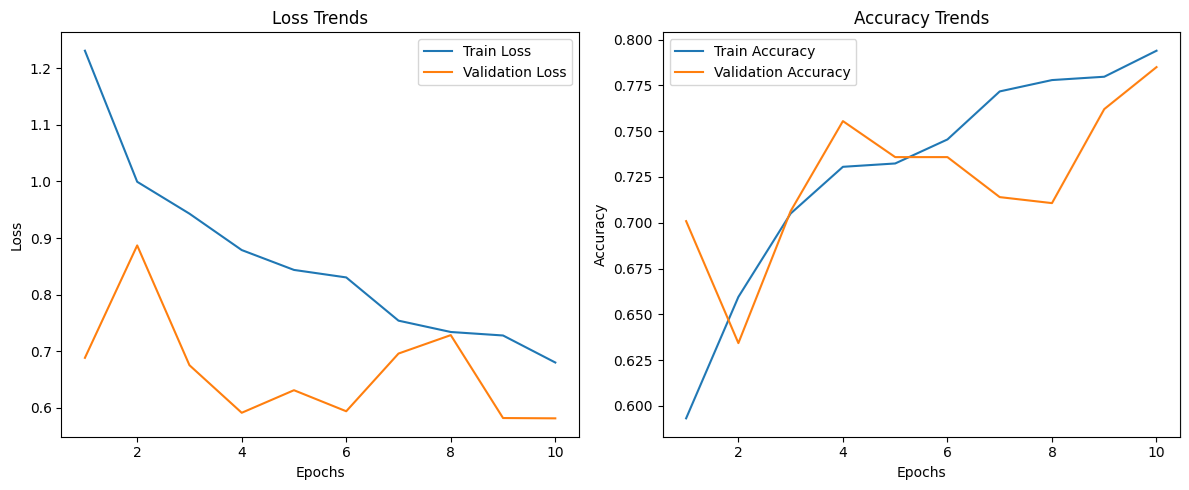 Loss Trends
Train Loss
Validation Loss
Loss
1.2
1.1
1.0
0.9
0.8
0.7
0.6
2 4 6 8 10
Epochs
Accuracy Trends
Train Accuracy
Validation Accuracy
Accuracy
0.800
0.775
0.750
0.725
0.700
0.675
0.650
0.625
0.600
2 4 6 8 10
Epochs